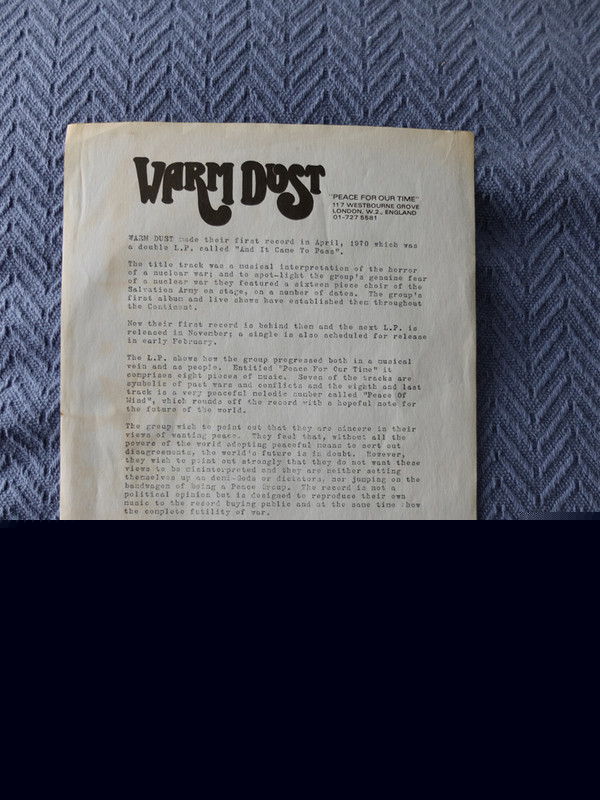 WARM DUST
"PEACE FOR OUR TIME"
117 WESTBOURNE GROVE
LONDON, W.2., ENGLAND
01-727 5581
WARM DUST made their first record in April, 1970 which was
a double L.P. called "And It Came To Pass".
The title track was a musical interpretation of the horror
of a nuclear war; and to spot-light the group's genuine fear
of a nuclear war they featured a sixteen piece choir of the
Salvation Army on stage, on a number of dates. The group's
first album and live shows have established them throughout
the Continent.
Now their first record is behind them and the next L.P. is
released in November; a single is also scheduled for release
in early February.
The L.P. shows how the group progressed both in a musical
vein and as people. Entitled "Peace For Our Time" it
comprises eight pieces of music. Seven of the tracks are
symbolic of past wars and conflicts and the eighth and last
track is a very peaceful melodic number called "Peace Of
Mind", which rounds off the record with a hopeful note for
the future of the world.
The group wish to point out that they are sincere in their
views of wanting peace. They feel that, without all the
powers of the world adopting peaceful means to sort out
disagreements, the world's future is in doubt. However,
they wish to point out strongly that they do not want these
views to be misinterpreted and they are neither setting
themselves up as demi-Gods or dictators, nor jumping on the
bandwagon of being a Peace Group. The record is not a
political opinion but is designed to reproduce their own
music to the record buying public and at the same time show
the complete futility of war.